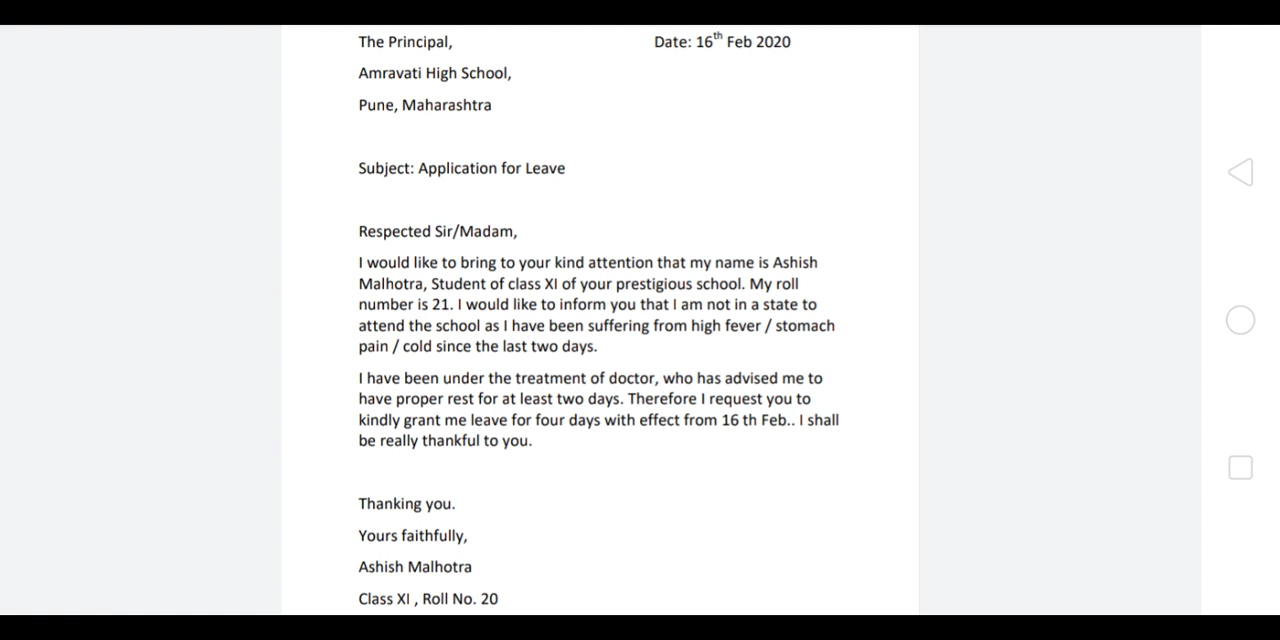 The Principal, Date: 16th Feb 2020
Amravati High School,
Pune, Maharashtra
Subject: Application for Leave
Respected Sir/Madam,
I would like to bring to your kind attention that my name is Ashish
Malhotra, Student of class XI of your prestigious school. My roll
number is 21. I would like to inform you that I am not in a state to
attend the school as I have been suffering from high fever / stomach
pain / cold since the last two days.
I have been under the treatment of doctor, who has advised me to
have proper rest for at least two days. Therefore I request you to
kindly grant me leave for four days with effect from 16 th Feb.. I shall
be really thankful to you.
Thanking you.
Yours faithfully,
Ashish Malhotra
Class XI , Roll No. 20